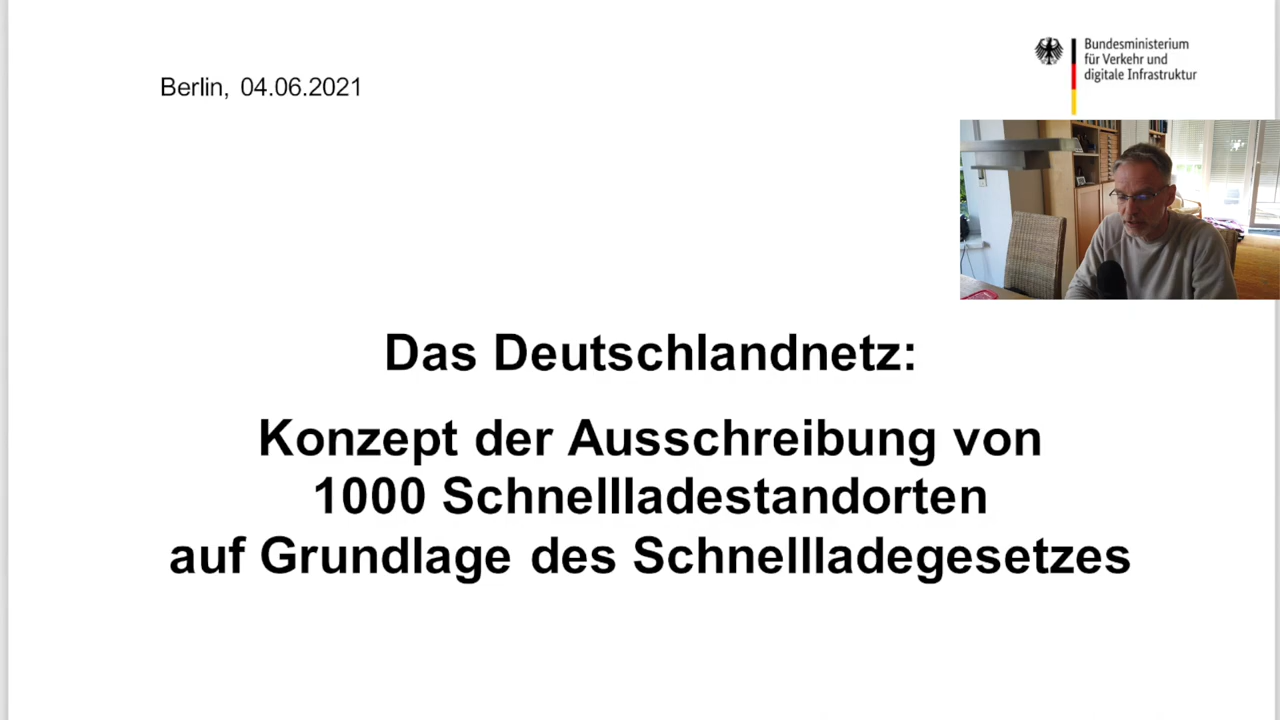 Berlin, 04.06.2021
Bundesministerium
für Verkehr und
digitale Infrastruktur
Das Deutschlandnetz:
Konzept der Ausschreibung von
1000 Schnellladestandorten
auf Grundlage des Schnellladegesetzes